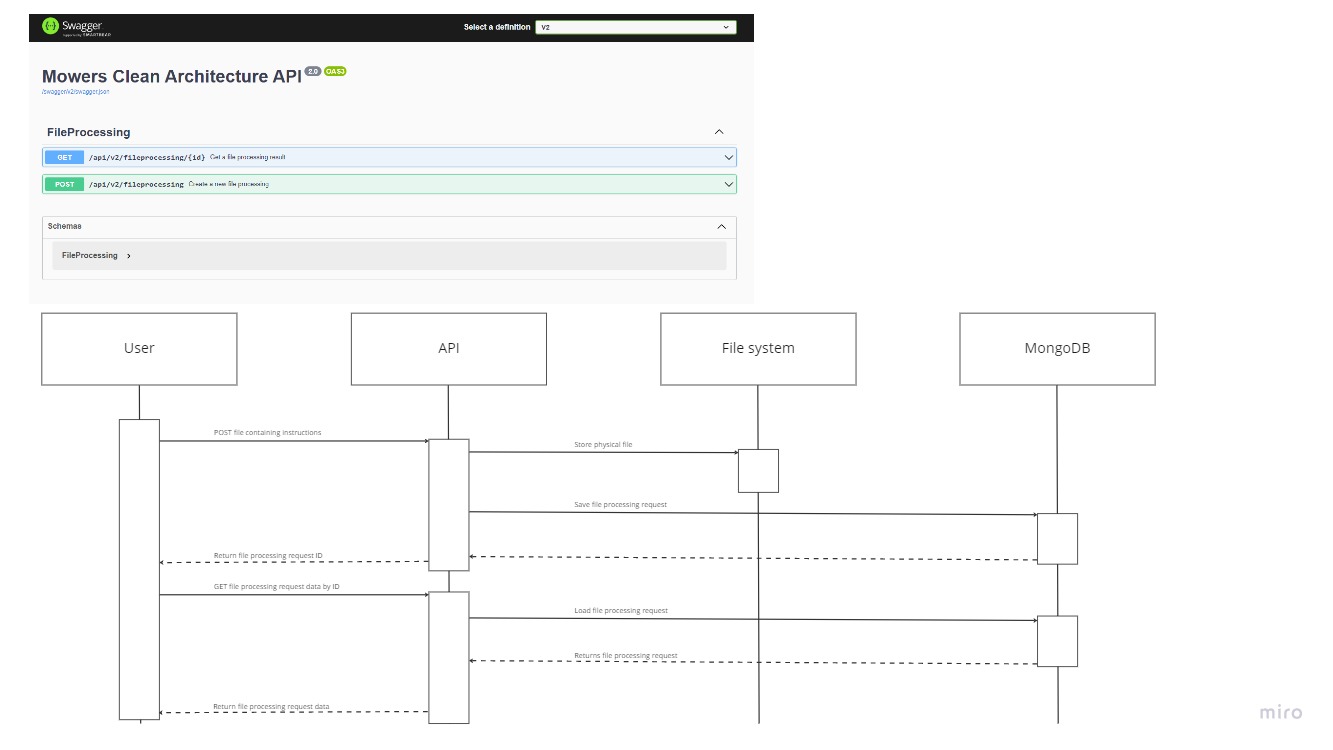 Swagger
Supported by SMARTBEAR
Select a definition
V2
Mowers Clean Architecture API 2.0 OAS3
/swagger/v2/swagger.json
FileProcessing
GET /api/v2/fileprocessing/{id} Get a file processing result
POST /api/v2/fileprocessing Create a new file processing
Schemas
FileProcessing
User
API
File system
MongoDB
POST file containing instructions
Store physical file
Save file processing request
Return file processing request ID
GET file processing request data by ID
Load file processing request
Returns file processing request
Return file processing request data
miro